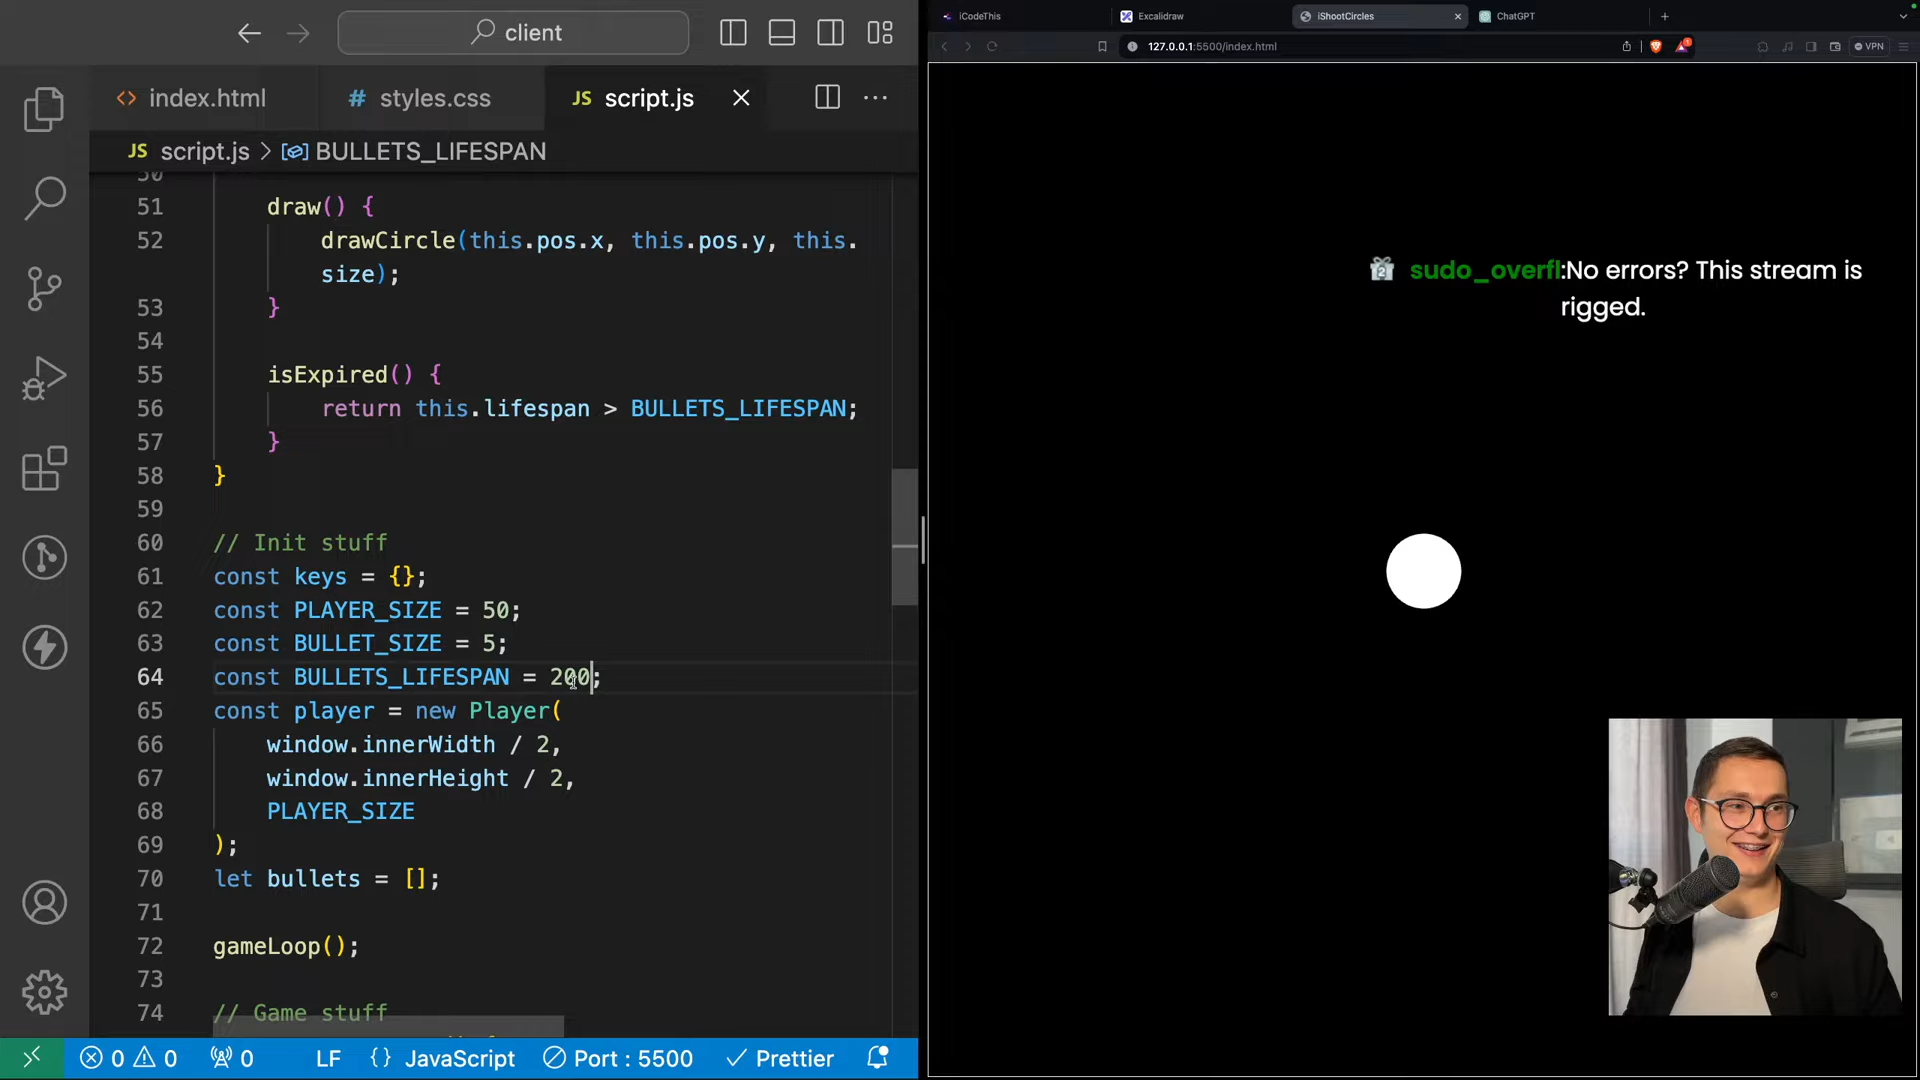 client
index.html
# styles.css
JS script.js
JS script.js > BULLETS_LIFESPAN
50
51 draw() {
52 drawCircle(this.pos.x, this.pos.y, this.
size);
53 }
54
55 isExpired() {
56 return this.lifespan > BULLETS_LIFESPAN;
57 }
58 }
59
60 // Init stuff
61 const keys = {};
62 const PLAYER_SIZE = 50;
63 const BULLET_SIZE = 5;
64 const BULLETS_LIFESPAN = 200;
65 const player = new Player(
66 window.innerWidth / 2,
67 window.innerHeight / 2,
68 PLAYER_SIZE
69 );
70 let bullets = [];
71
72 gameLoop();
73
74 // Game stuff
0 0 0 LF {} JavaScript Port : 5500 Prettier
iCodeThis Excalidraw iShootCircles ChatGPT
127.0.0.1:5500/index.html
VPN
sudo_overfl:No errors? This stream is
rigged.